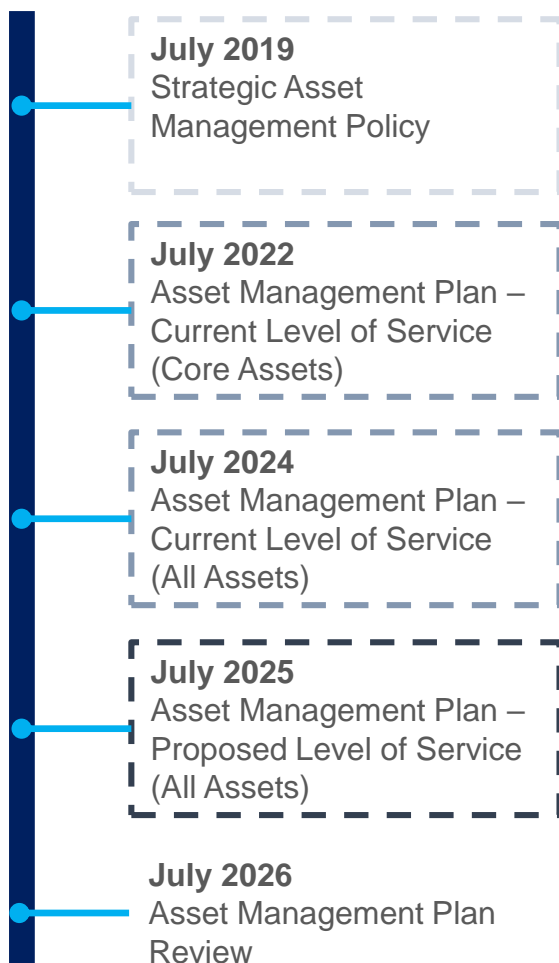 July 2019
Strategic Asset
Management Policy
July 2022
Asset Management Plan –
Current Level of Service
(Core Assets)
July 2024
Asset Management Plan –
Current Level of Service
(All Assets)
July 2025
Asset Management Plan –
Proposed Level of Service
(All Assets)
July 2026
Asset Management Plan
Review